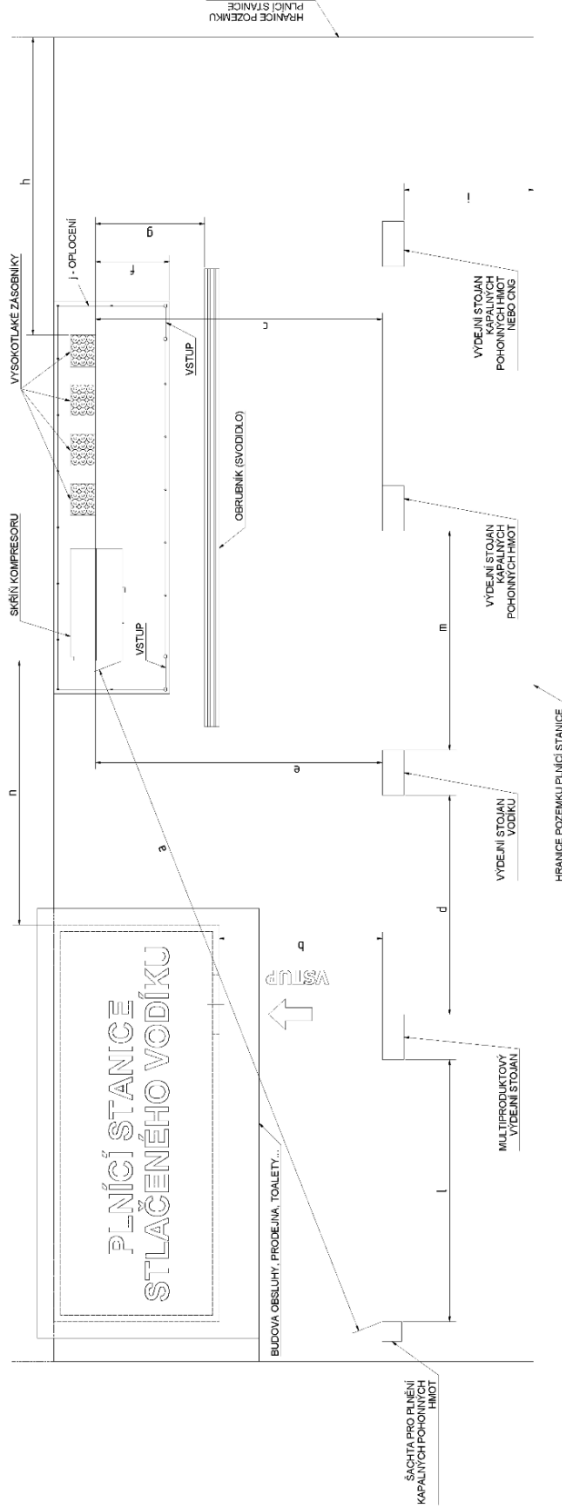 PLNÍCÍ STANICE
STLAČENÉHO VODÍKU
n
SKŘÍŇ KOMPRESORU
VYSOKOTLAKÉ ZÁSOBNÍKY
h
j - OPLOCENÍ
HRANICE POZEMKU
PLNÍCÍ STANICE
VSTUP
VSTUP
f
g
a
OBRUBNÍK (SVODIDLO)
VSTUP
b
e
c
BUDOVA OBSLUHY, PRODEJNA, TOALETY...
ŠACHTA PRO PLNĚNÍ
KAPALNÝCH POHONNÝCH
HMOT
l
MULTIPRODUKTOVÝ
VÝDEJNÍ STOJAN
d
VÝDEJNÍ STOJAN
VODÍKU
m
VÝDEJNÍ STOJAN
KAPALNÝCH
POHONNÝCH HMOT
VÝDEJNÍ STOJAN
KAPALNÝCH
POHONNÝCH HMOT
NEBO CNG
i
HRANICE POZEMKU PLNÍCÍ STANICE